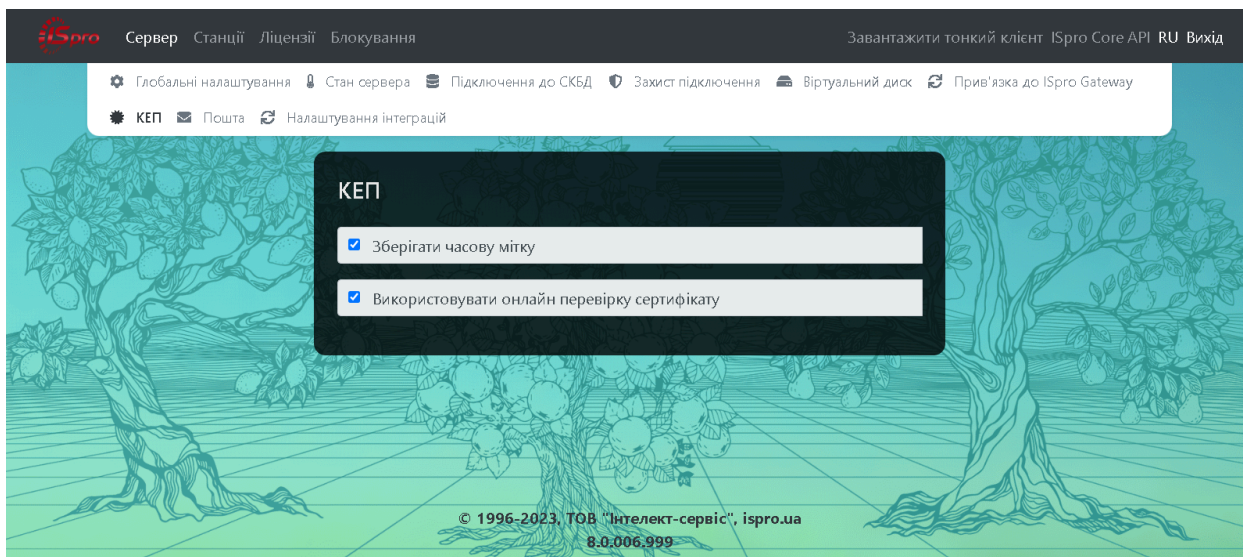 ISpro Сервер Станції Ліцензії Блокування Завантажити тонкий клієнт ISpro Core API RU Вихід
Глобальні налаштування Стан сервера Підключення до СКБД Захист підключення Віртуальний диск Прив'язка до ISpro Gateway
КЕП Пошта Налаштування інтеграцій
КЕП
Зберігати часову мітку
Використовувати онлайн перевірку сертифікату
© 1996-2023, ТОВ "Інтелект-сервіс", ispro.ua
8.0.006.999